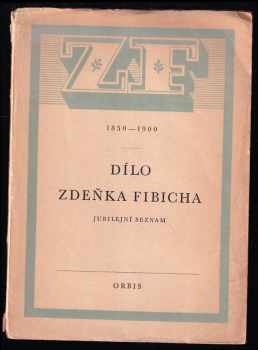 ZF
1850—1900
DÍLO
ZDEŇKA FIBICHA
JUBILEJNÍ SEZNAM
ORBIS